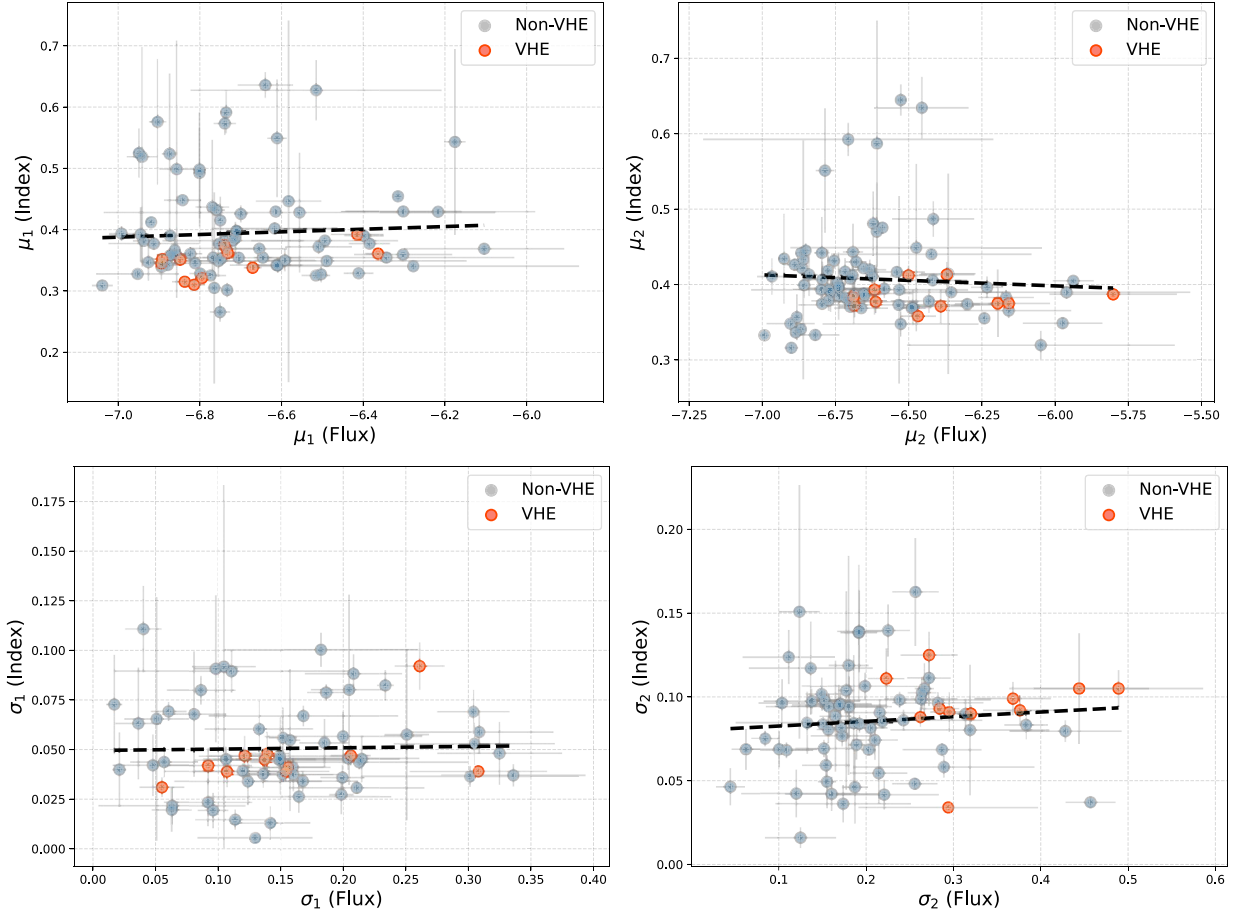 0.7
0.6
0.5
0.4
0.3
0.2
μ₁ (Index)
Non-VHE
VHE
−7.0 −6.8 −6.6 −6.4 −6.2 −6.0
μ₁ (Flux)
0.7
0.6
0.5
0.4
0.3
μ₂ (Index)
Non-VHE
VHE
−7.25 −7.00 −6.75 −6.50 −6.25 −6.00 −5.75 −5.50
μ₂ (Flux)
0.175
0.150
0.125
0.100
0.075
0.050
0.025
0.000
σ₁ (Index)
Non-VHE
VHE
0.00 0.05 0.10 0.15 0.20 0.25 0.30 0.35 0.40
σ₁ (Flux)
0.20
0.15
0.10
0.05
0.00
σ₂ (Index)
Non-VHE
VHE
0.1 0.2 0.3 0.4 0.5 0.6
σ₂ (Flux)